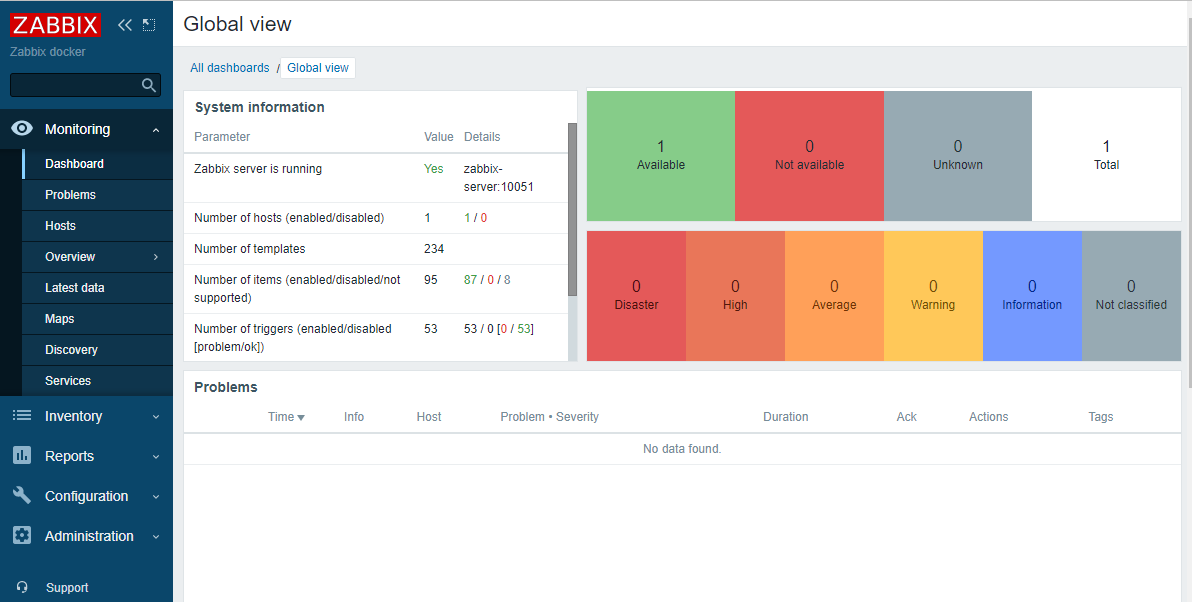 ZABBIX
Zabbix docker
Monitoring
Dashboard
Problems
Hosts
Overview
Latest data
Maps
Discovery
Services
Inventory
Reports
Configuration
Administration
Support
Global view
All dashboards / Global view
System information
Parameter Value Details
Zabbix server is running Yes zabbix-
server:10051
Number of hosts (enabled/disabled) 1 1 / 0
Number of templates 234
Number of items (enabled/disabled/not 95 87 / 0 / 8
supported)
Number of triggers (enabled/disabled 53 53 / 0 [0 / 53]
[problem/ok])
1 0 0 1
Available Not available Unknown Total
0 0 0 0 0 0
Disaster High Average Warning Information Not classified
Problems
Time Info Host Problem • Severity Duration Ack Actions Tags
No data found.